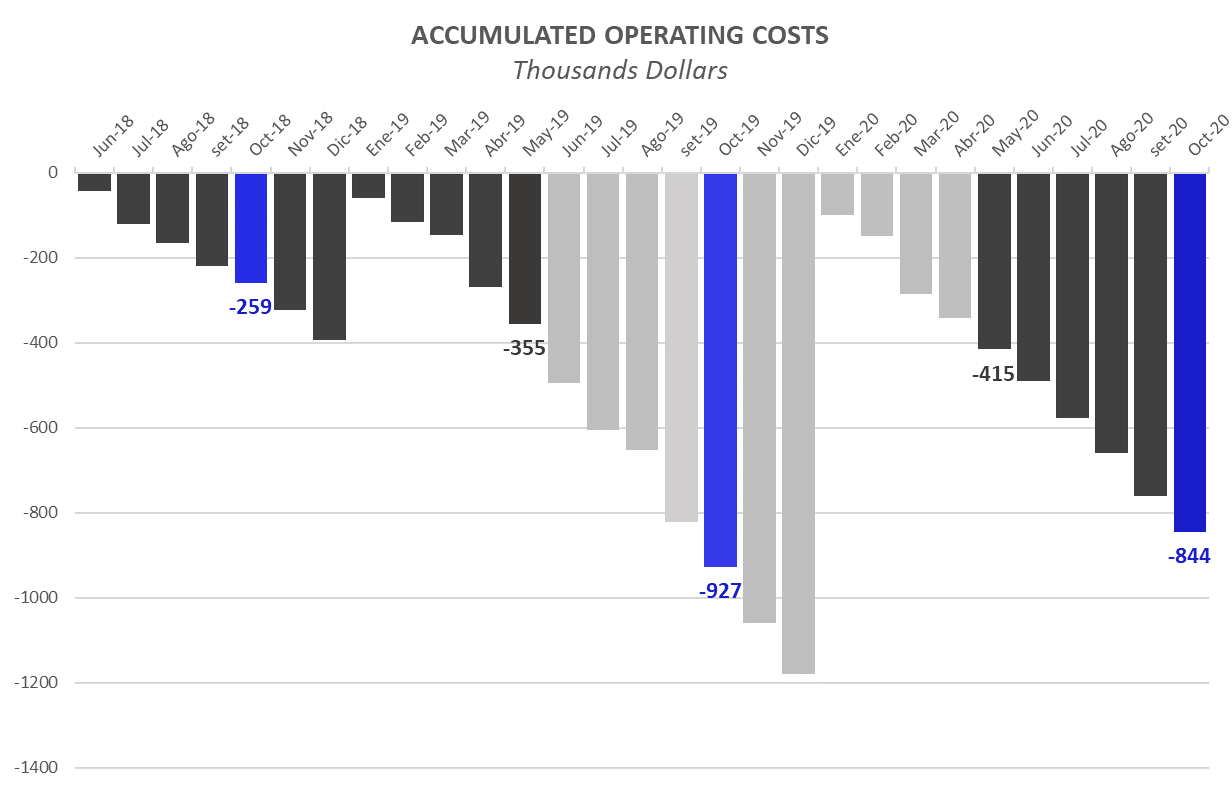 ACCUMULATED OPERATING COSTS
Thousands Dollars
Jun-18
Jul-18
Ago-18
set-18
Oct-18
Nov-18
Dic-18
Ene-19
Feb-19
Mar-19
Abr-19
May-19
Jun-19
Jul-19
Ago-19
set-19
Oct-19
Nov-19
Dic-19
Ene-20
Feb-20
Mar-20
Abr-20
May-20
Jun-20
Jul-20
Ago-20
set-20
Oct-20
0
-200
-400
-600
-800
-1000
-1200
-1400
-259
-355
-927
-415
-844